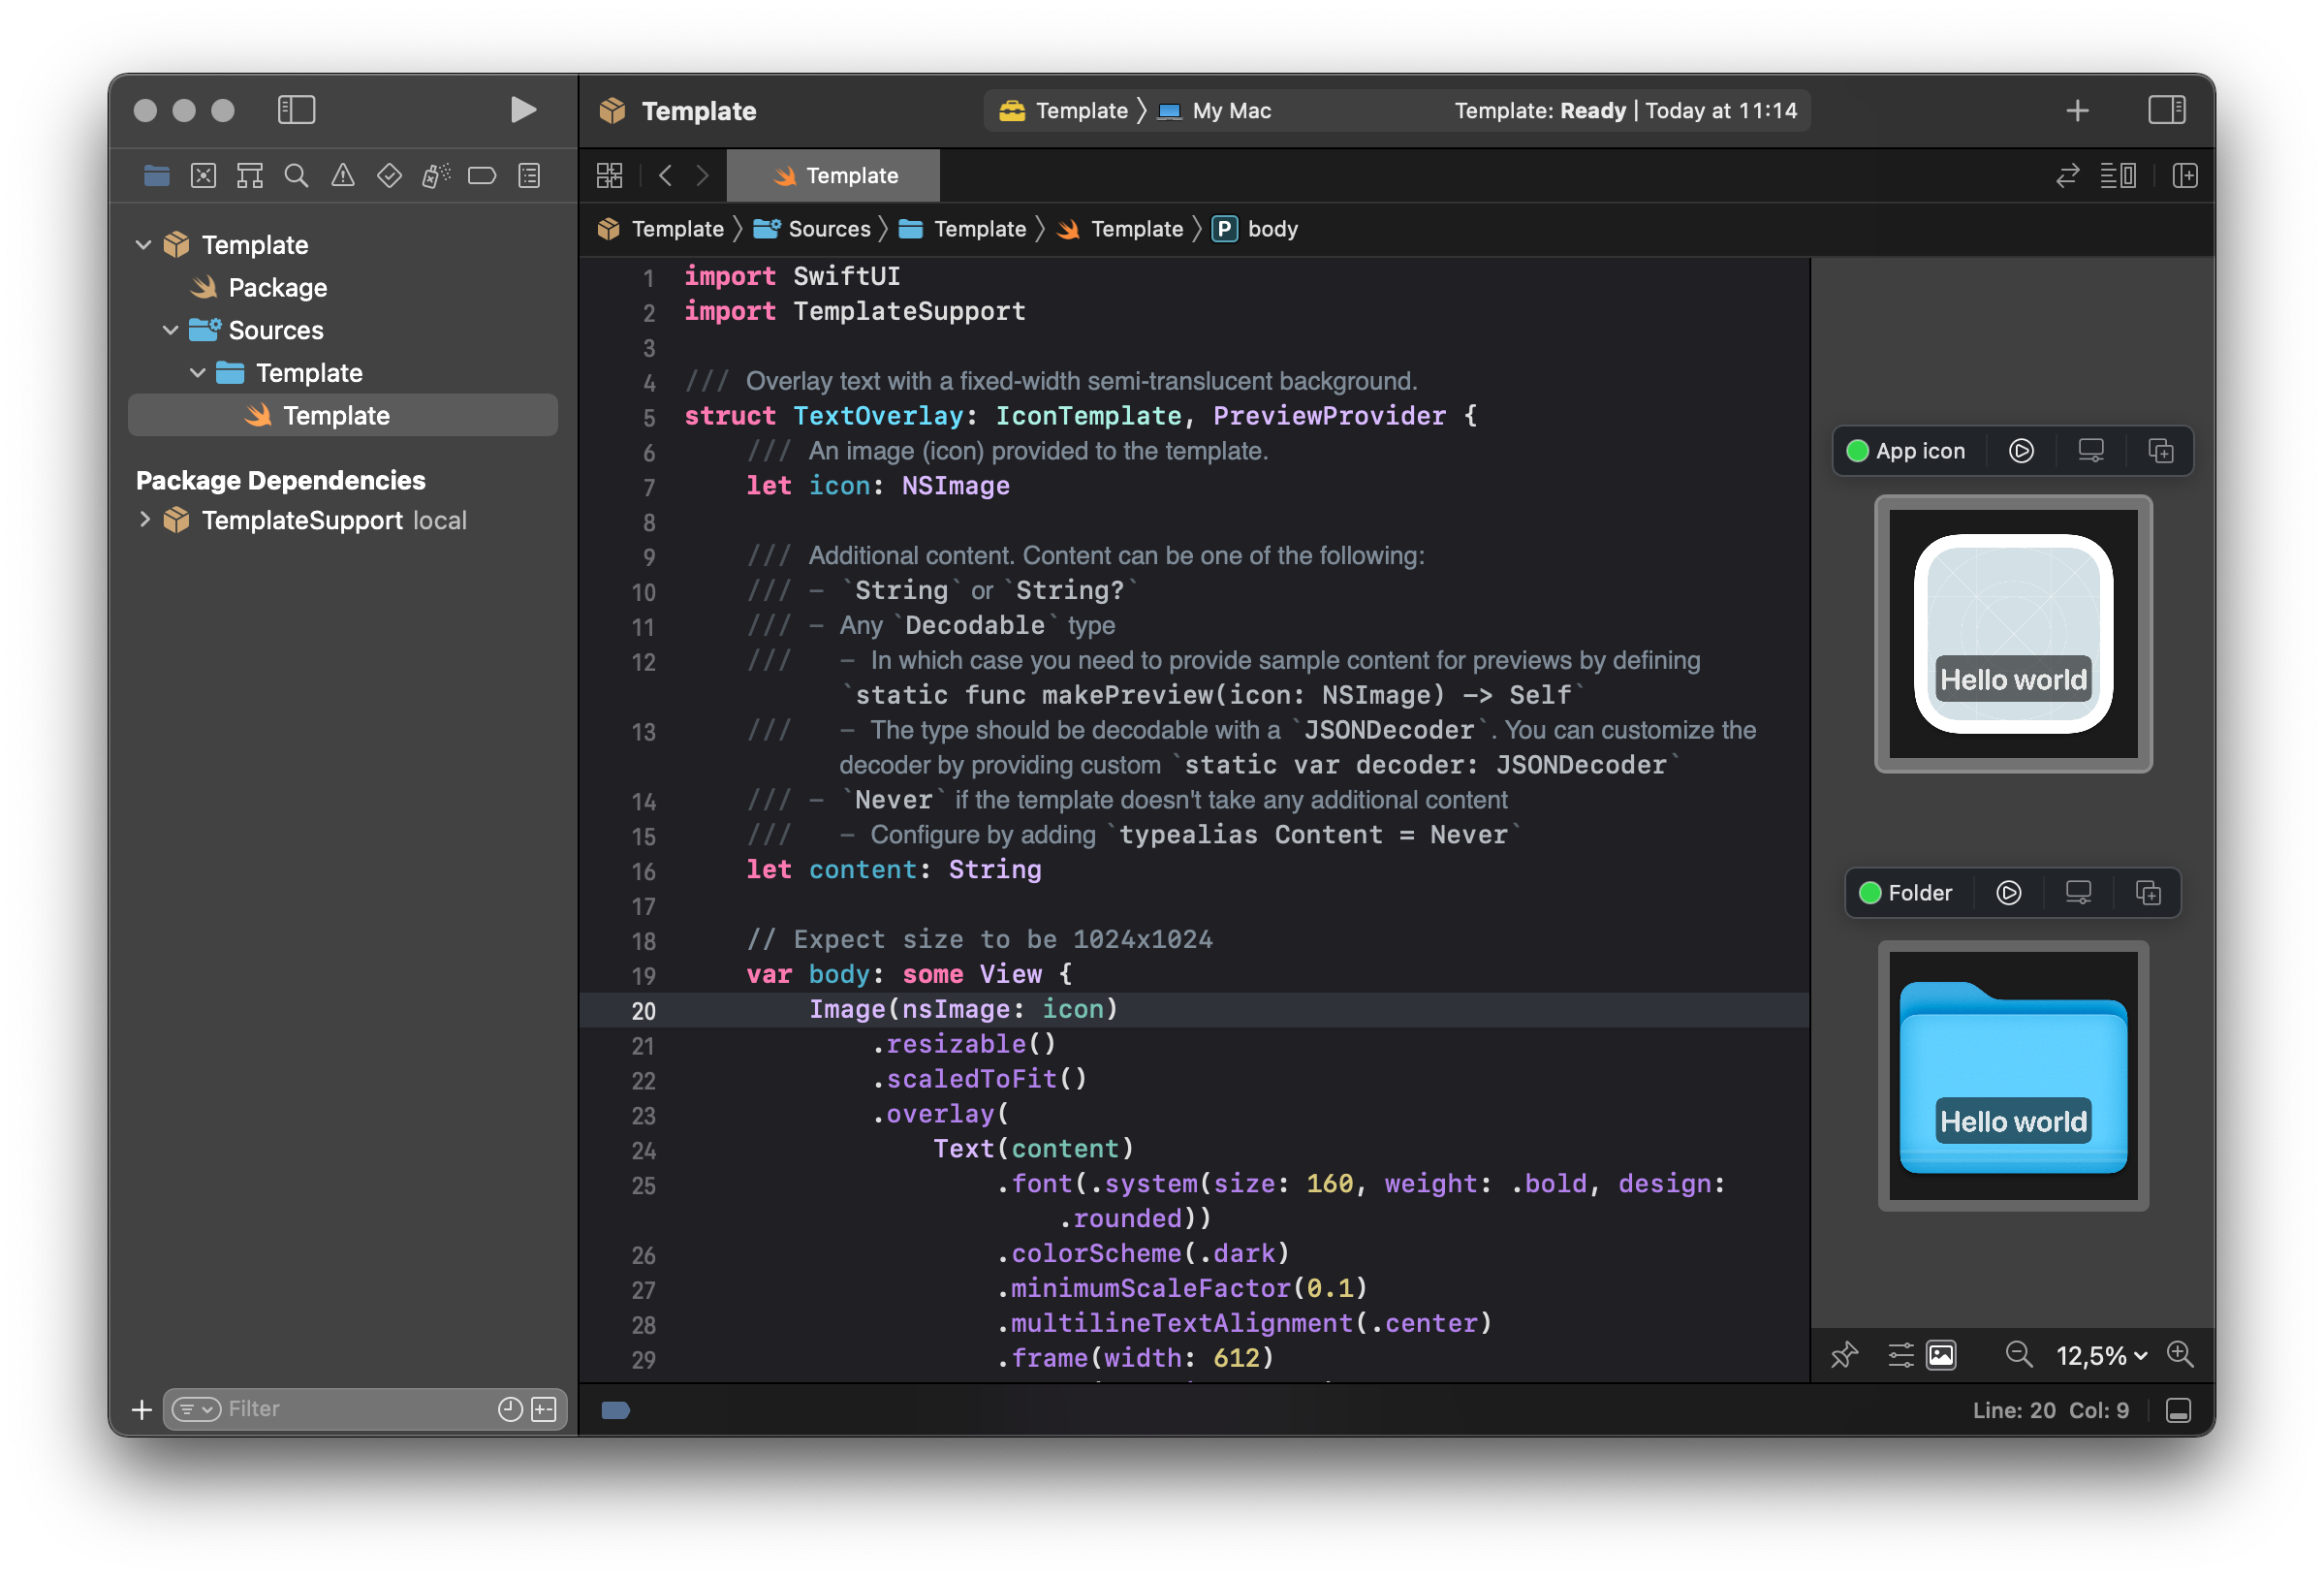 Template
Template 〉 My Mac
Template: Ready | Today at 11:14
Template
Template 〉 Sources 〉 Template 〉 Template 〉 P body
Template
Package
Sources
Template
Template
Package Dependencies
TemplateSupport local
Filter
1 import SwiftUI
2 import TemplateSupport
3
4 /// Overlay text with a fixed-width semi-translucent background.
5 struct TextOverlay: IconTemplate, PreviewProvider {
6 /// An image (icon) provided to the template.
7 let icon: NSImage
8
9 /// Additional content. Content can be one of the following:
10 /// - `String` or `String?`
11 /// - Any `Decodable` type
12 /// - In which case you need to provide sample content for previews by defining
`static func makePreview(icon: NSImage) -> Self`
13 /// - The type should be decodable with a `JSONDecoder`. You can customize the
decoder by providing custom `static var decoder: JSONDecoder`
14 /// - `Never` if the template doesn't take any additional content
15 /// - Configure by adding `typealias Content = Never`
16 let content: String
17
18 // Expect size to be 1024x1024
19 var body: some View {
20 Image(nsImage: icon)
21 .resizable()
22 .scaledToFit()
23 .overlay(
24 Text(content)
25 .font(.system(size: 160, weight: .bold, design:
.rounded))
26 .colorScheme(.dark)
27 .minimumScaleFactor(0.1)
28 .multilineTextAlignment(.center)
29 .frame(width: 612)
App icon
Hello world
Folder
Hello world
12,5%
Line: 20 Col: 9